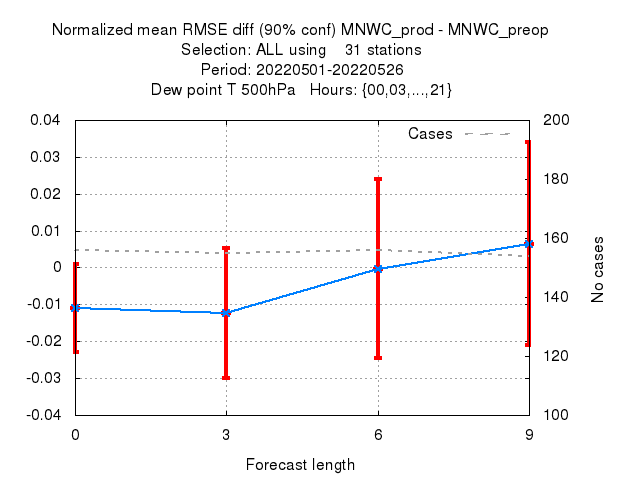 Normalized mean RMSE diff (90% conf) MNWC_prod - MNWC_preop
Selection: ALL using    31 stations
Period: 20220501-20220526
Dew point T 500hPa   Hours: {00,03,...,21}
Cases
0.04
0.03
0.02
0.01
0
-0.01
-0.02
-0.03
-0.04
200
180
160
140
120
100
No cases
0
3
6
9
Forecast length